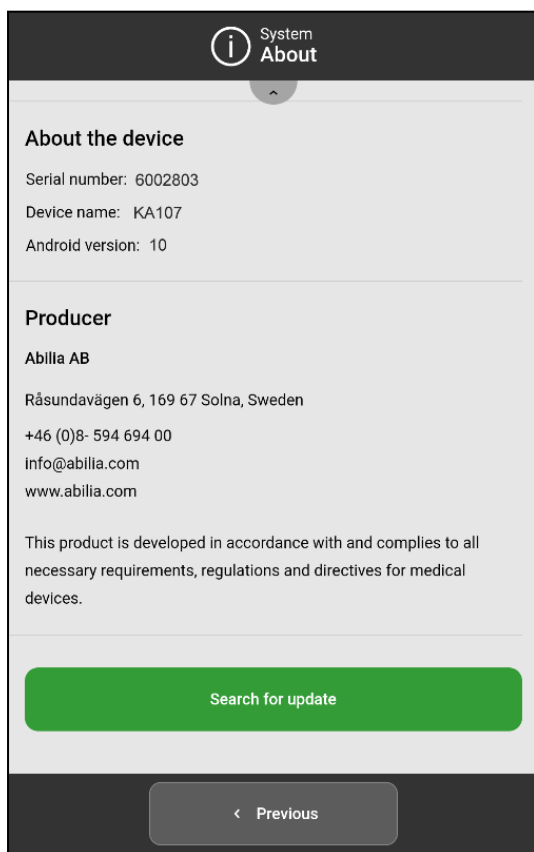 System
About
About the device
Serial number: 6002803
Device name: KA107
Android version: 10
Producer
Abilia AB
Råsundavägen 6, 169 67 Solna, Sweden
+46 (0)8- 594 694 00
info@abilia.com
www.abilia.com
This product is developed in accordance with and complies to all
necessary requirements, regulations and directives for medical
devices.
Search for update
Previous